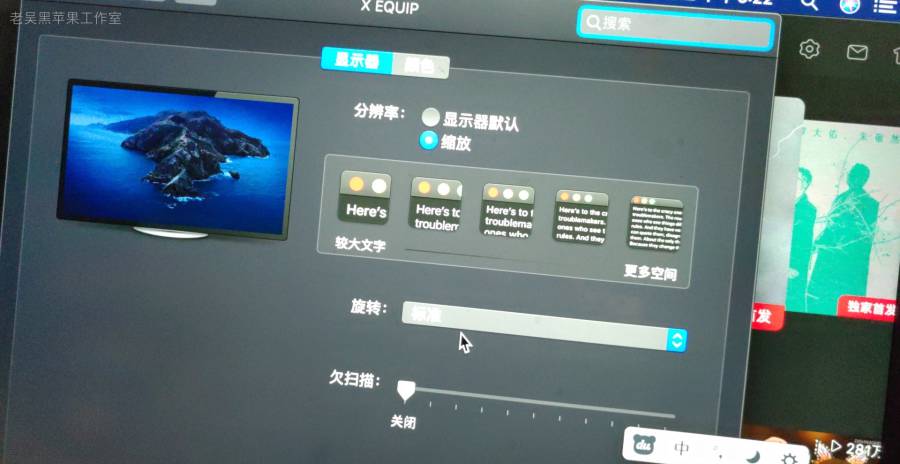 老吴黑苹果工作室
X EQUIP
搜索
显示器
颜色
分辨率：
显示器默认
缩放
Here's
Here's to
troublem
Here's to t
troublema
ones who
Here's to the c
troublemakers.
ones who see t
rules. And they
较大文字
更多空间
旋转：
标准
欠扫描：
关闭
独家首发
首发
du
中
281万